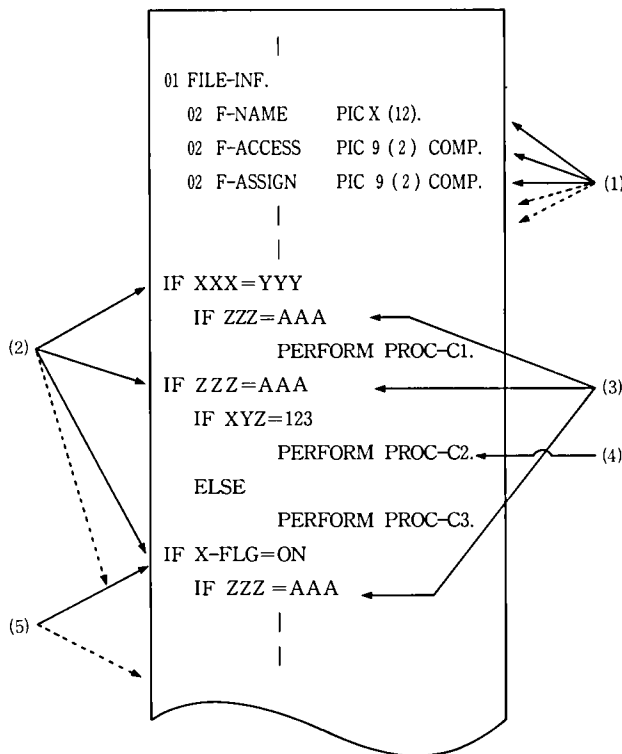 01 FILE-INF.
02 F-NAME PIC X (12).
02 F-ACCESS PIC 9 (2) COMP.
02 F-ASSIGN PIC 9 (2) COMP.
(1)
IF XXX=YYY
IF ZZZ=AAA
(2)
PERFORM PROC-C1.
IF ZZZ=AAA
(3)
IF XYZ=123
PERFORM PROC-C2.
(4)
ELSE
PERFORM PROC-C3.
IF X-FLG=ON
IF ZZZ=AAA
(5)